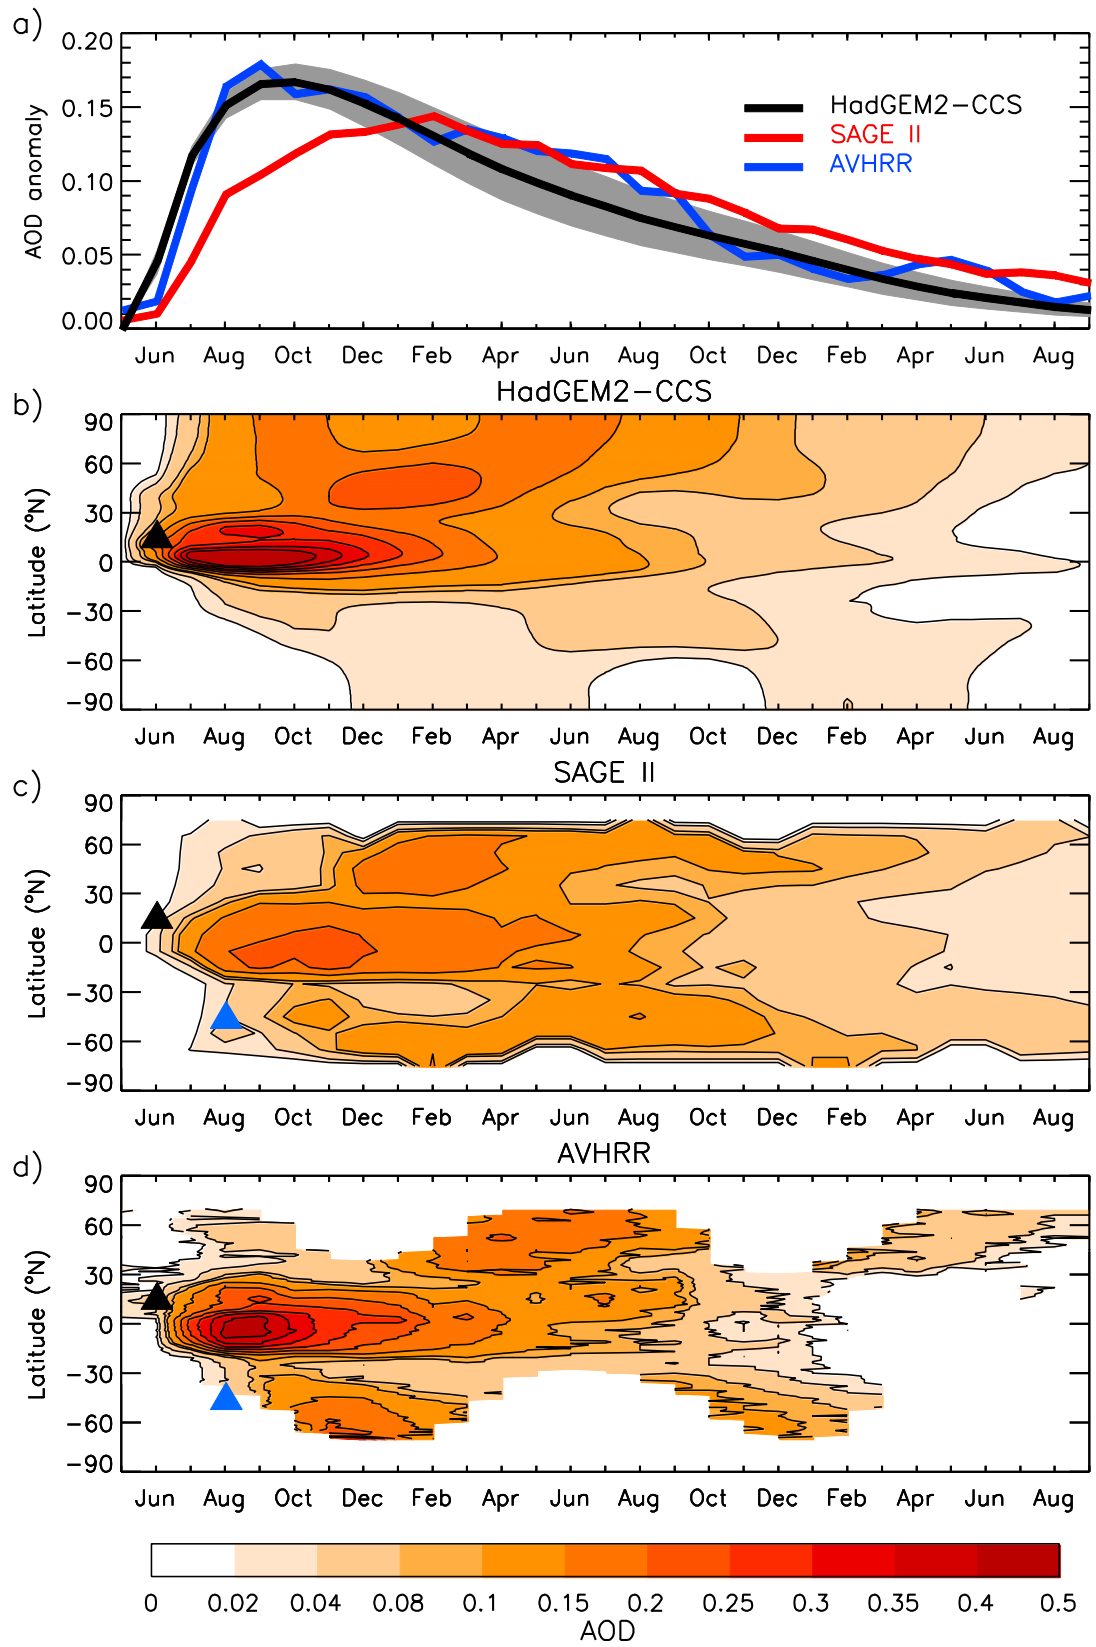 a)
0.20
0.15
0.10
0.05
0.00
AOD anomaly
HadGEM2-CCS
SAGE II
AVHRR
Jun Aug Oct Dec Feb Apr Jun Aug Oct Dec Feb Apr Jun Aug
HadGEM2-CCS
b)
90
60
30
0
-30
-60
-90
Latitude (°N)
Jun Aug Oct Dec Feb Apr Jun Aug Oct Dec Feb Apr Jun Aug
SAGE II
c)
90
60
30
0
-30
-60
-90
Latitude (°N)
Jun Aug Oct Dec Feb Apr Jun Aug Oct Dec Feb Apr Jun Aug
AVHRR
d)
90
60
30
0
-30
-60
-90
Latitude (°N)
Jun Aug Oct Dec Feb Apr Jun Aug Oct Dec Feb Apr Jun Aug
0 0.02 0.04 0.08 0.1 0.15 0.2 0.25 0.3 0.35 0.4 0.5
AOD